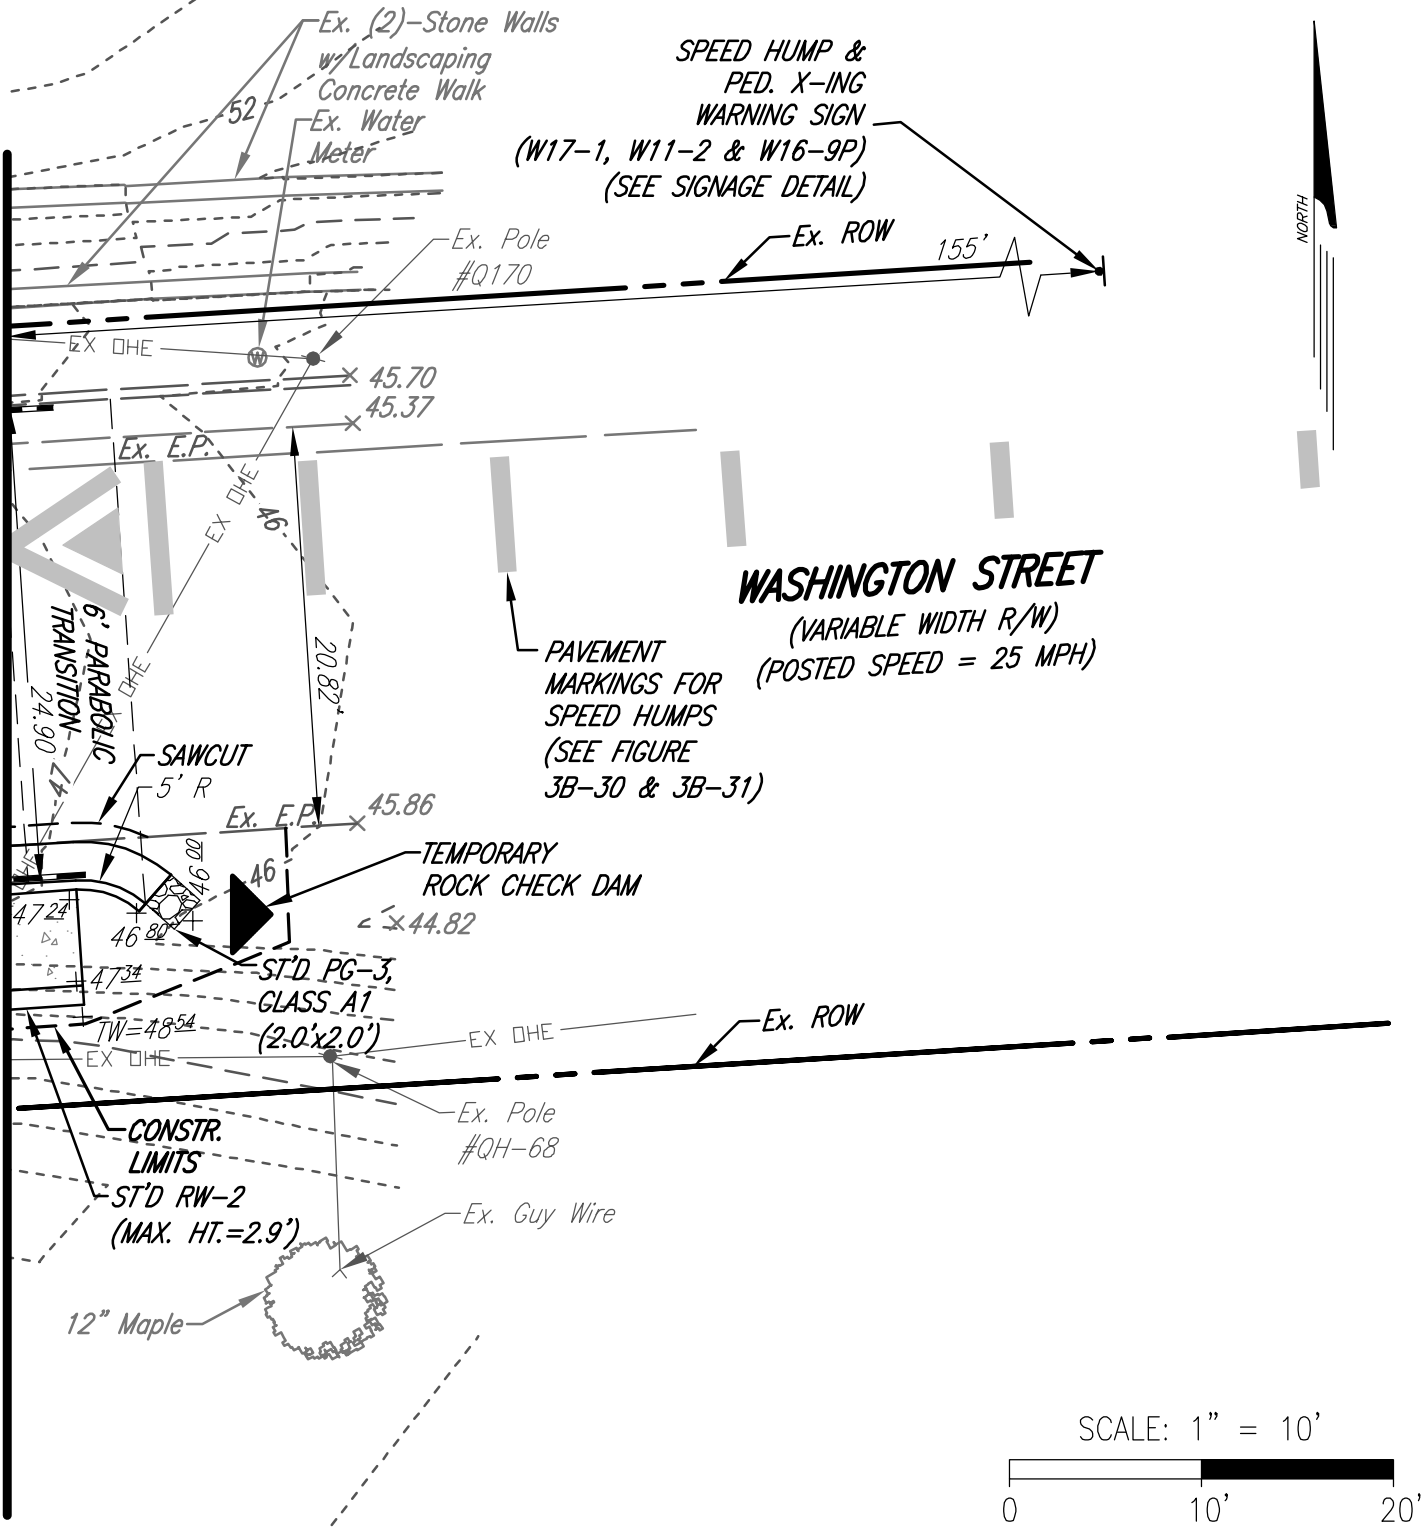 Ex. (2)-Stone Walls
w/Landscaping
Concrete Walk
Ex. Water
Meter
52
SPEED HUMP &
PED. X-ING
WARNING SIGN
(W17-1, W11-2 & W16-9P)
(SEE SIGNAGE DETAIL)
NORTH
Ex. Pole
#Q170
Ex. ROW
155'
EX OHE
W
45.70
45.37
Ex. E.P.
EX OHE
46
WASHINGTON STREET
(VARIABLE WIDTH R/W)
(POSTED SPEED = 25 MPH)
6' PARABOLIC
TRANSITION
24.90
20.82'
EX OHE
47
PAVEMENT
MARKINGS FOR
SPEED HUMPS
(SEE FIGURE
3B-30 & 3B-31)
SAWCUT
5' R
Ex. E.P.
45.86
OHE
46 00
46
TEMPORARY
ROCK CHECK DAM
47 24
46 80
44.82
47 34
ST'D PG-3,
CLASS A1
(2.0'x2.0')
TW=48 54
EX OHE
EX OHE
Ex. ROW
Ex. Pole
#QH-68
CONSTR.
LIMITS
ST'D RW-2
(MAX. HT.=2.9')
Ex. Guy Wire
12" Maple
SCALE: 1" = 10'
0 10' 20'